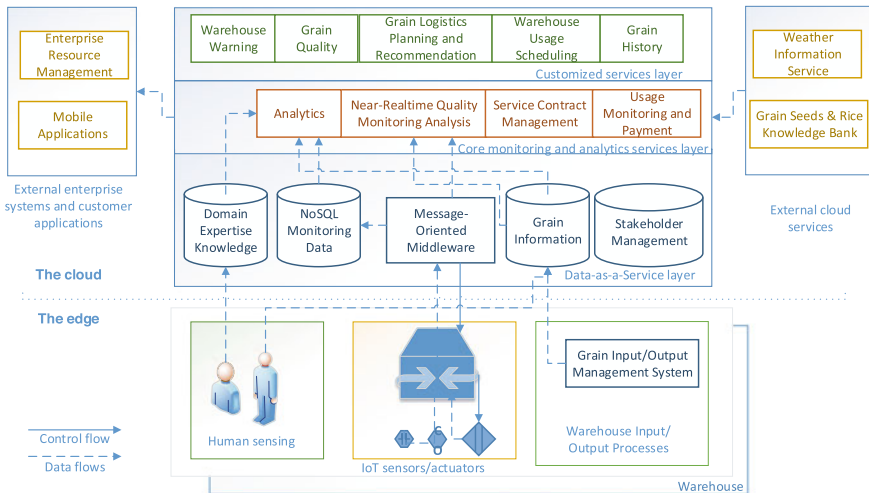 Enterprise
Resource
Management
Mobile
Applications
External enterprise
systems and customer
applications
Warehouse
Warning
Grain
Quality
Grain Logistics
Planning and
Recommendation
Warehouse
Usage
Scheduling
Grain
History
Customized services layer
Analytics
Near-Realtime Quality
Monitoring Analysis
Service Contract
Management
Usage
Monitoring and
Payment
Core monitoring and analytics services layer
Weather
Information
Service
Grain Seeds & Rice
Knowledge Bank
External cloud
services
Domain
Expertise
Knowledge
NoSQL
Monitoring
Data
Message-
Oriented
Middleware
Grain
Information
Stakeholder
Management
Data-as-a-Service layer
The cloud
The edge
Human sensing
IoT sensors/actuators
Grain Input/Output
Management System
Warehouse Input/
Output Processes
Warehouse
Control flow
Data flows